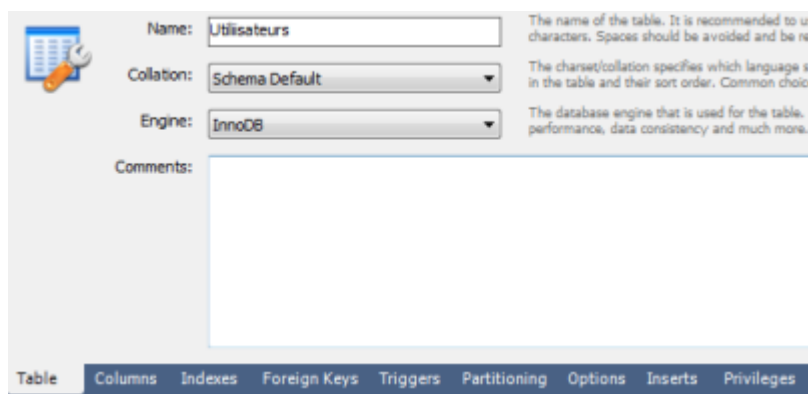 Name: Utilisateurs
The name of the table. It is recommended to
characters. Spaces should be avoided and be
Collation: Schema Default
The charset/collation specifies which language
in the table and their sort order. Common
Engine: InnoDB
The database engine that is used for the table.
performance, data consistency and much more.
Comments:
Table Columns Indexes Foreign Keys Triggers Partitioning Options Inserts Privileges